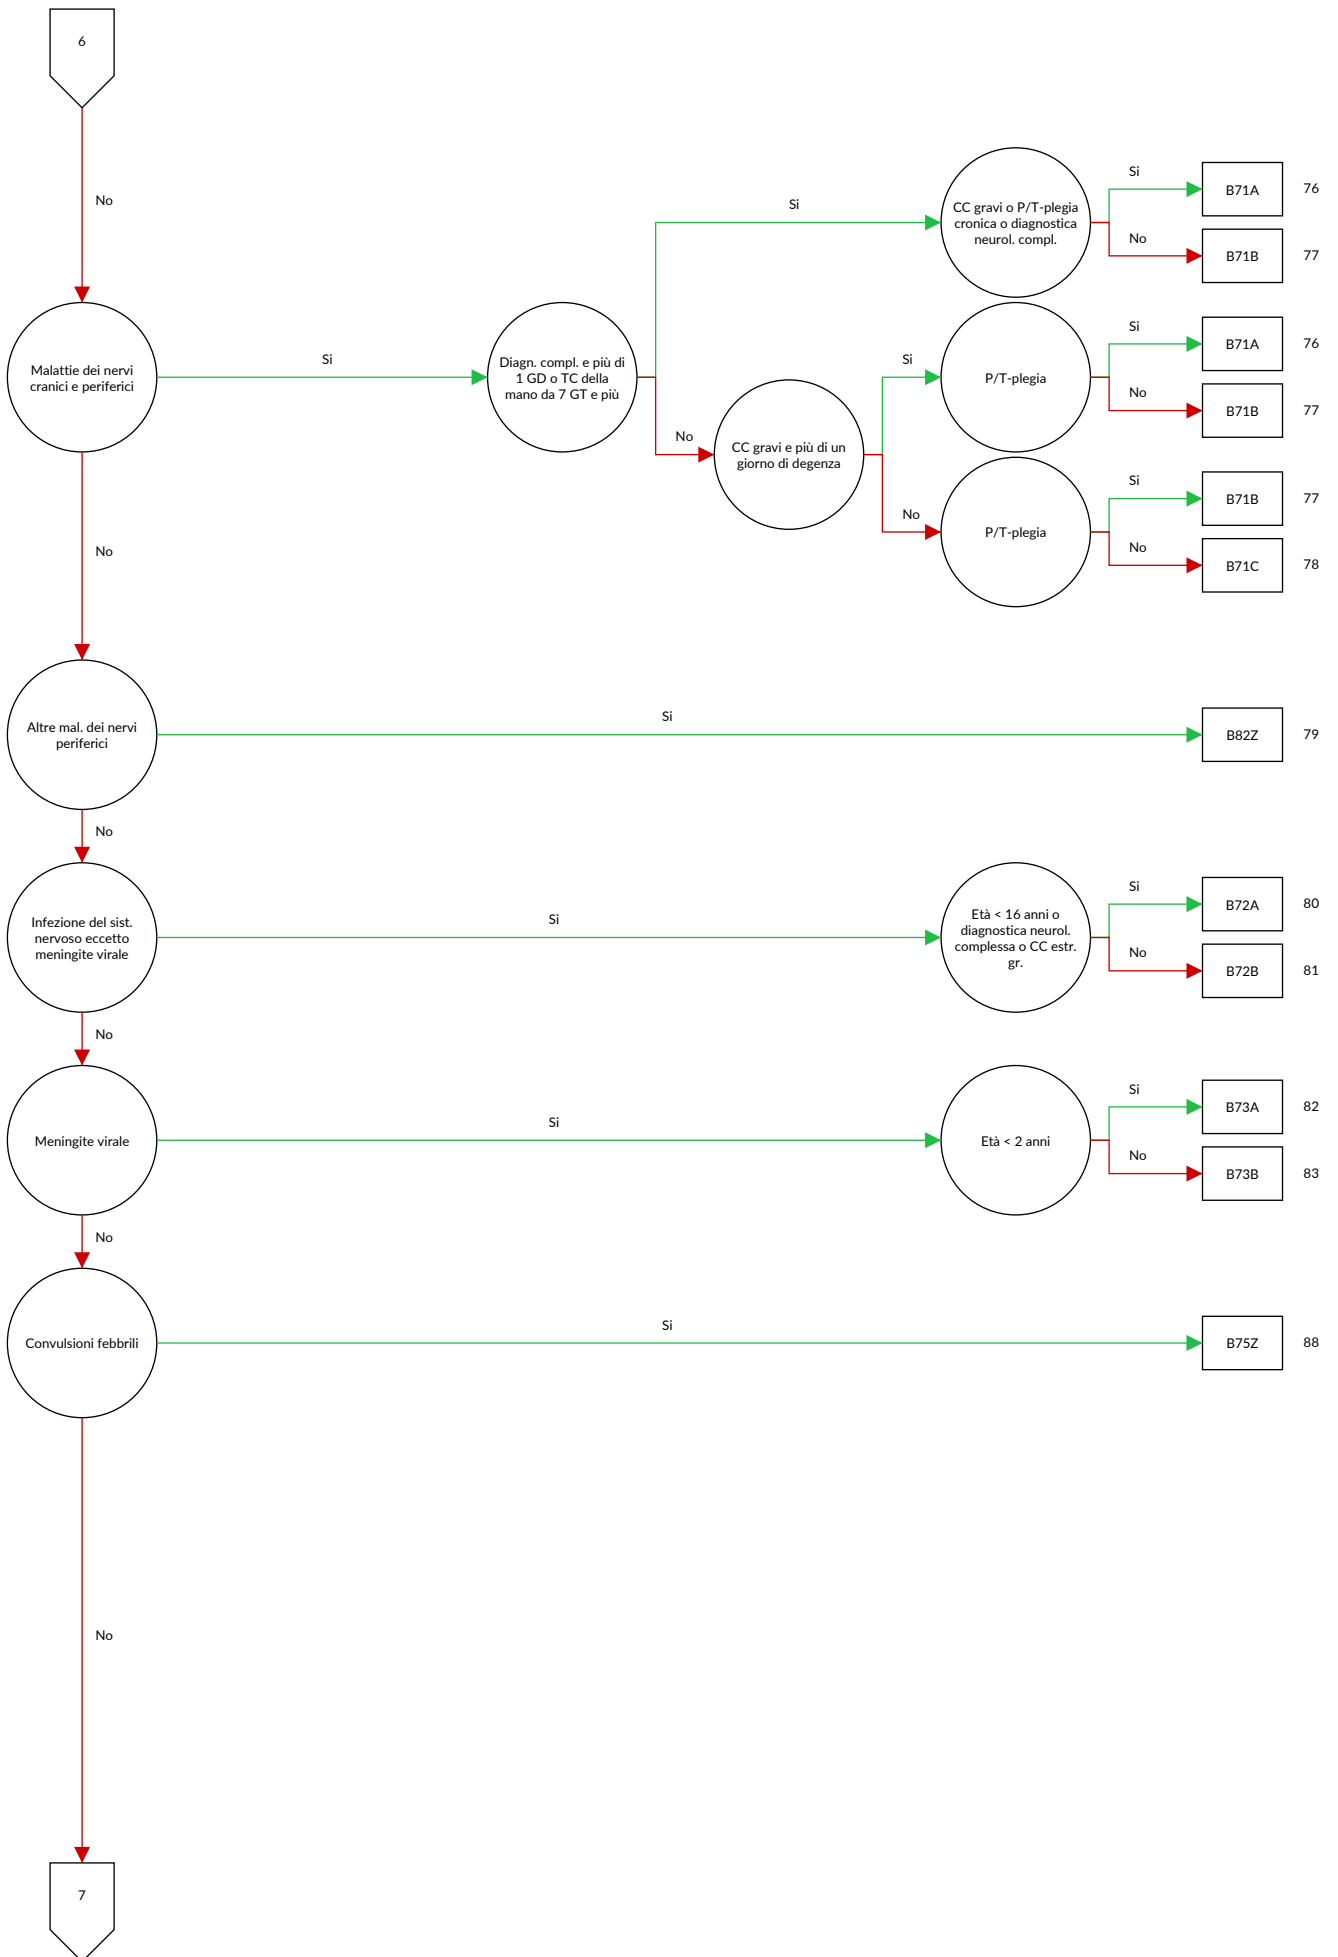 6
No
Malattie dei nervi
cranici e periferici
Si
Diagn. compl. e più di
1 GD o TC della
mano da 7 GT e più
Si
CC gravi o P/T-plegia
cronica o diagnostica
neurol. compl.
Si
B71A
76
No
B71B
77
No
CC gravi e più di un
giorno di degenza
Si
P/T-plegia
Si
B71A
76
No
B71B
77
No
P/T-plegia
Si
B71B
77
No
B71C
78
No
Altre mal. dei nervi
periferici
Si
B82Z
79
No
Infezione del sist.
nervoso eccetto
meningite virale
Si
Età < 16 anni o
diagnostica neurol.
complessa o CC estr.
gr.
Si
B72A
80
No
B72B
81
No
Meningite virale
Si
Età < 2 anni
Si
B73A
82
No
B73B
83
No
Convulsioni febbrili
Si
B75Z
88
No
7